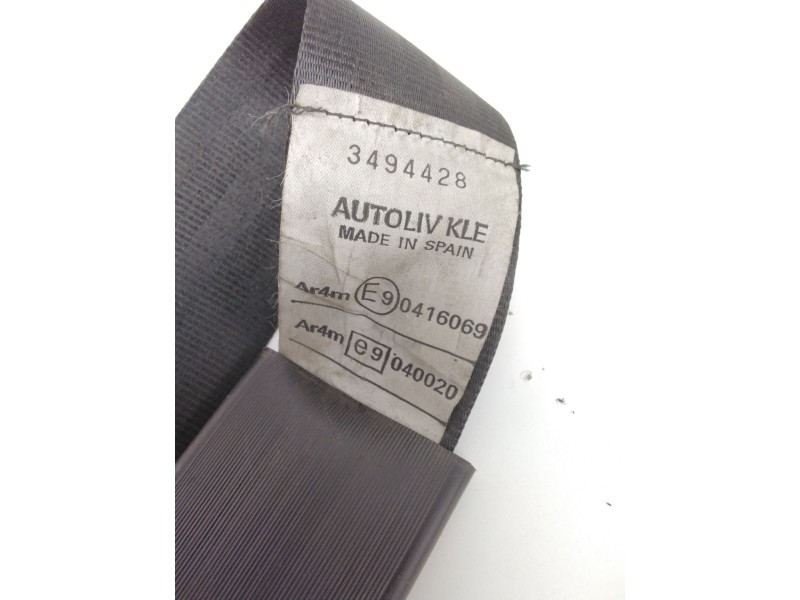 3494428
AUTOLIV KLE
MADE IN SPAIN
Ar4m E9 0416069
Ar4m e9 040020